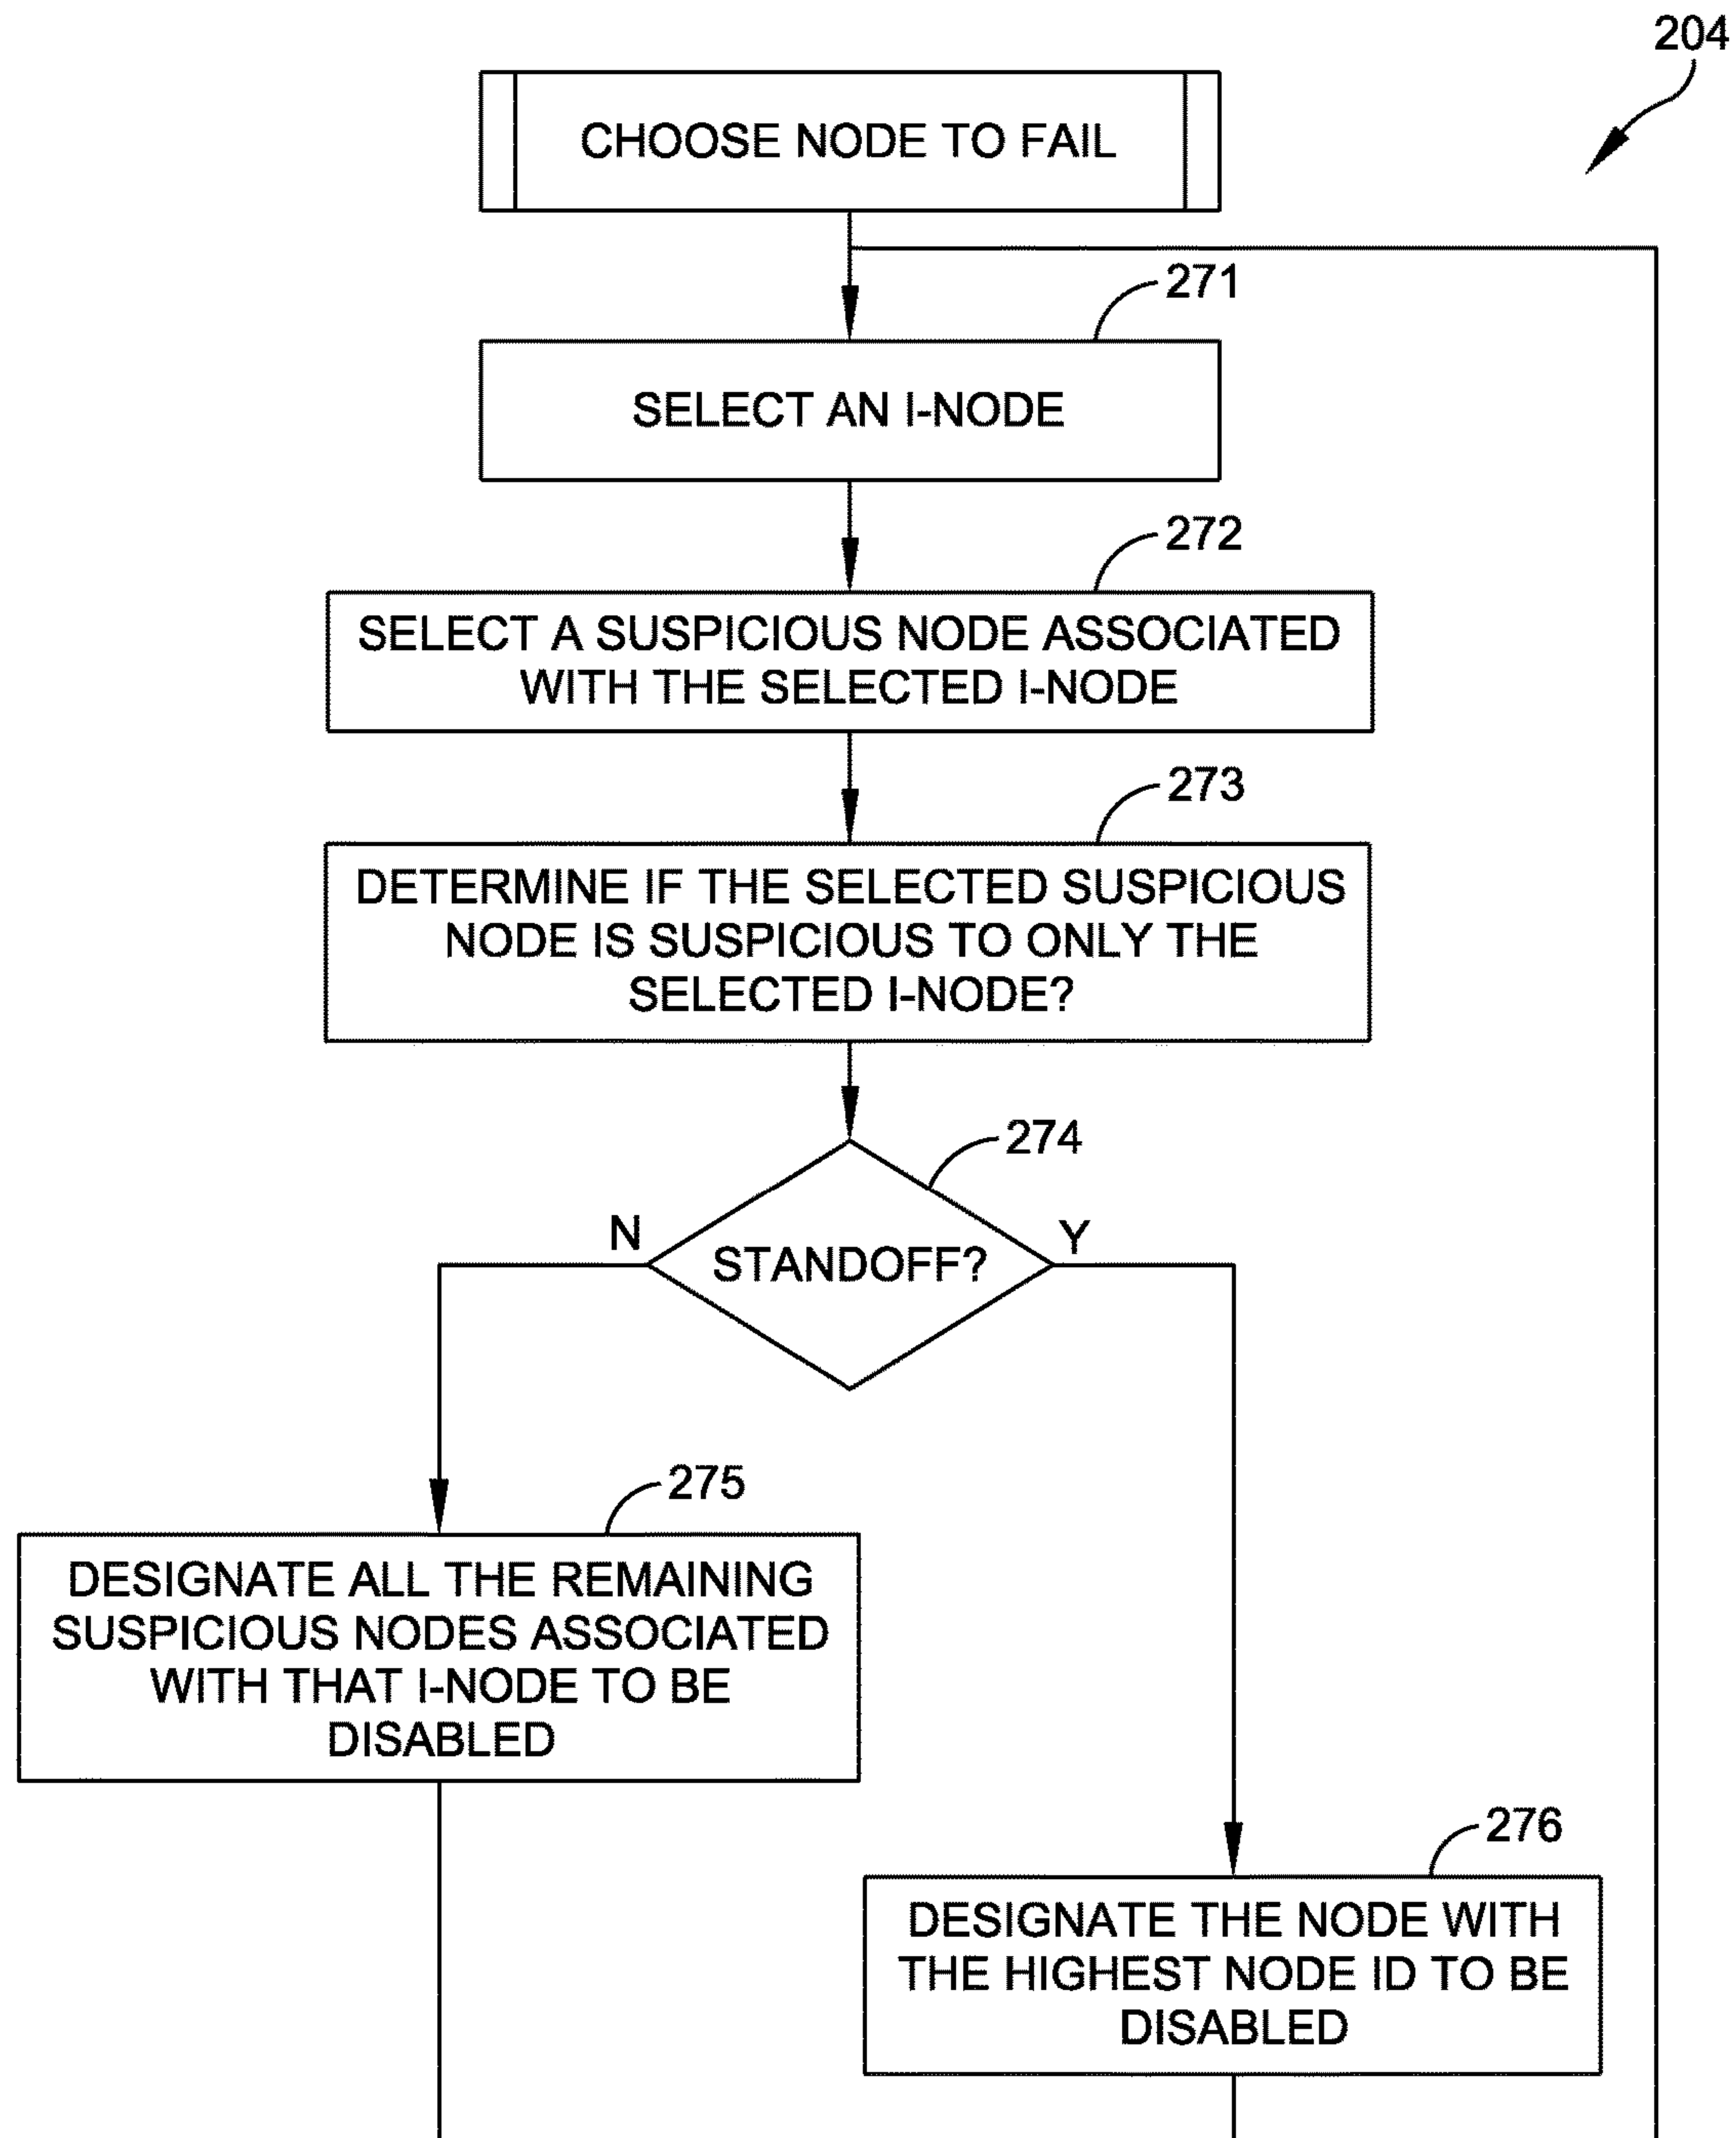 204
CHOOSE NODE TO FAIL
271
SELECT AN I-NODE
272
SELECT A SUSPICIOUS NODE ASSOCIATED
WITH THE SELECTED I-NODE
273
DETERMINE IF THE SELECTED SUSPICIOUS
NODE IS SUSPICIOUS TO ONLY THE
SELECTED I-NODE?
274
N
STANDOFF?
Y
275
DESIGNATE ALL THE REMAINING
SUSPICIOUS NODES ASSOCIATED
WITH THAT I-NODE TO BE
DISABLED
276
DESIGNATE THE NODE WITH
THE HIGHEST NODE ID TO BE
DISABLED